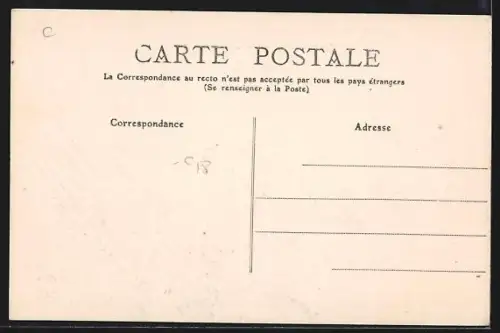 C
CARTE POSTALE
La Correspondance au recto n'est pas acceptée par tous les pays étrangers
(Se renseigner à la Poste)
Correspondance
Adresse
C18